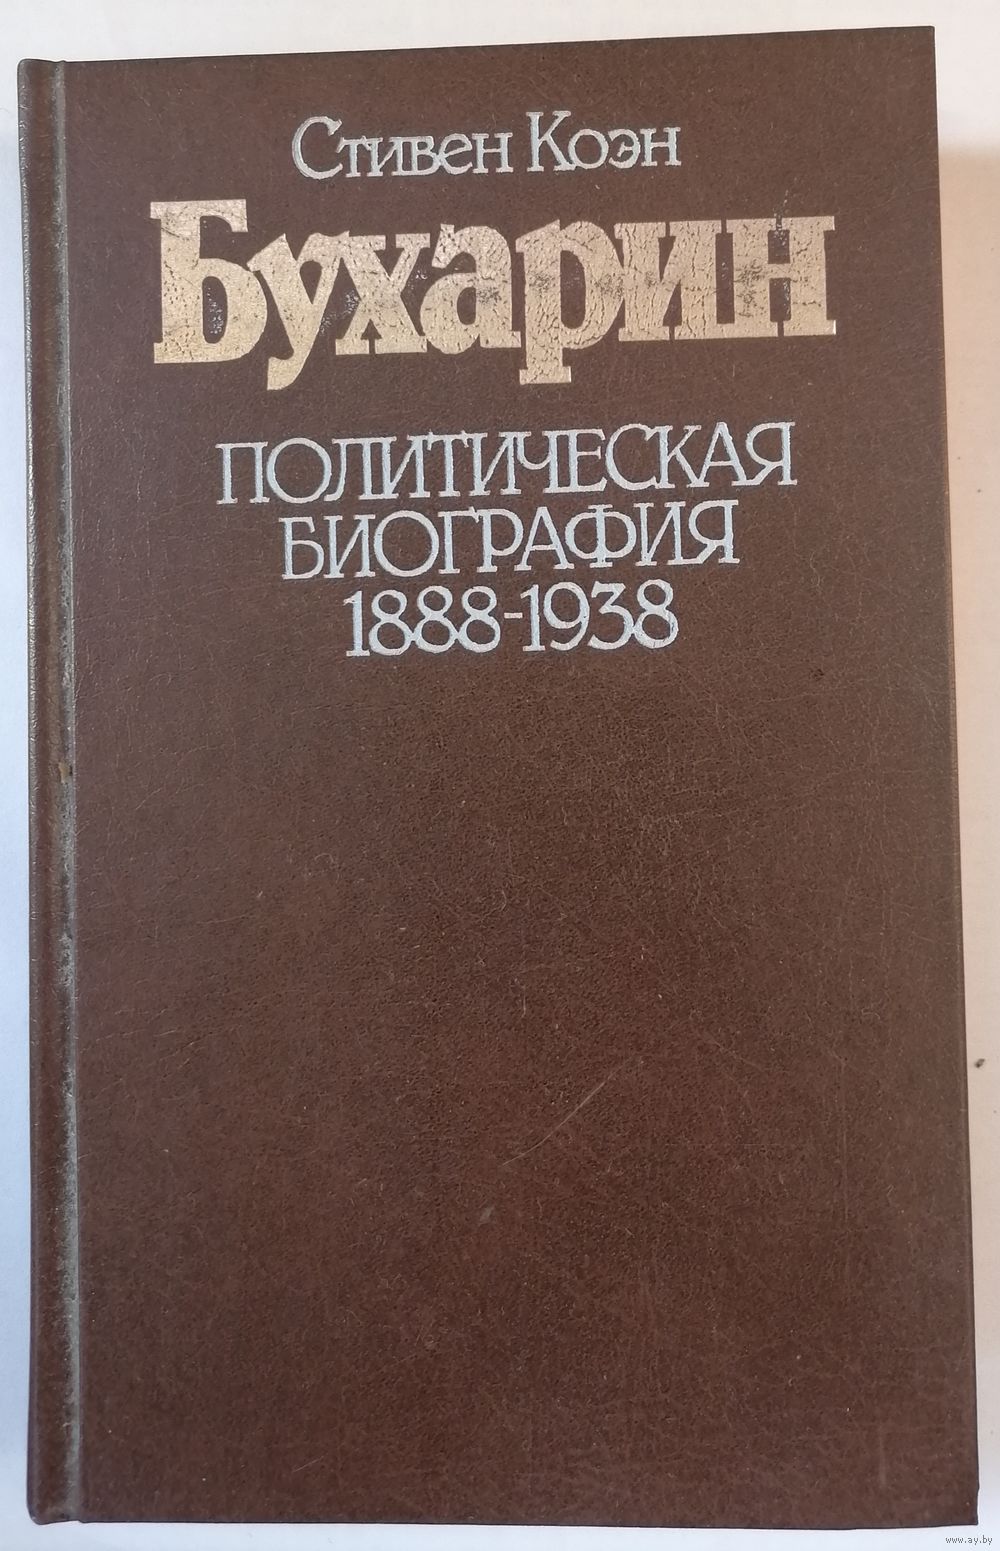 Стивен Коэн
Бухарин
ПОЛИТИЧЕСКАЯ
БИОГРАФИЯ
1888-1938
www.ay.by